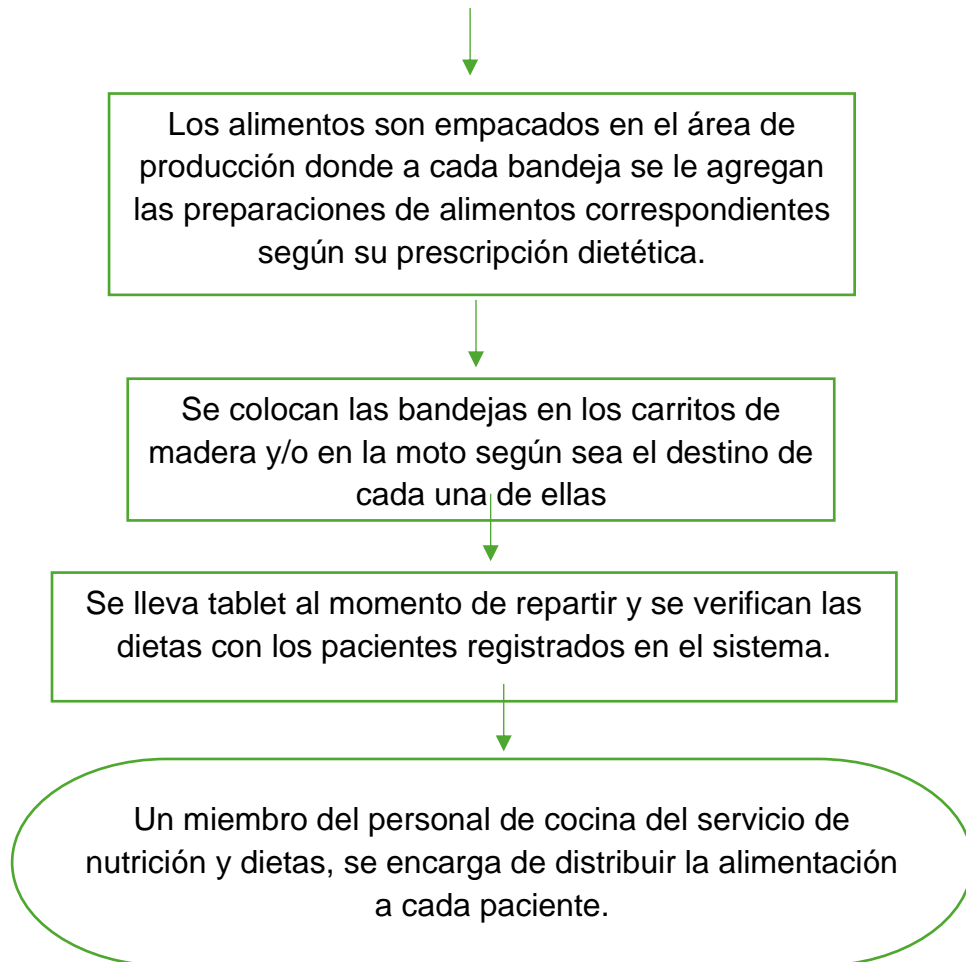 Los alimentos son empacados en el área de
producción donde a cada bandeja se le agregan
las preparaciones de alimentos correspondientes
según su prescripción dietética.
Se colocan las bandejas en los carritos de
madera y/o en la moto según sea el destino de
cada una de ellas
Se lleva tablet al momento de repartir y se verifican las
dietas con los pacientes registrados en el sistema.
Un miembro del personal de cocina del servicio de
nutrición y dietas, se encarga de distribuir la alimentación
a cada paciente.